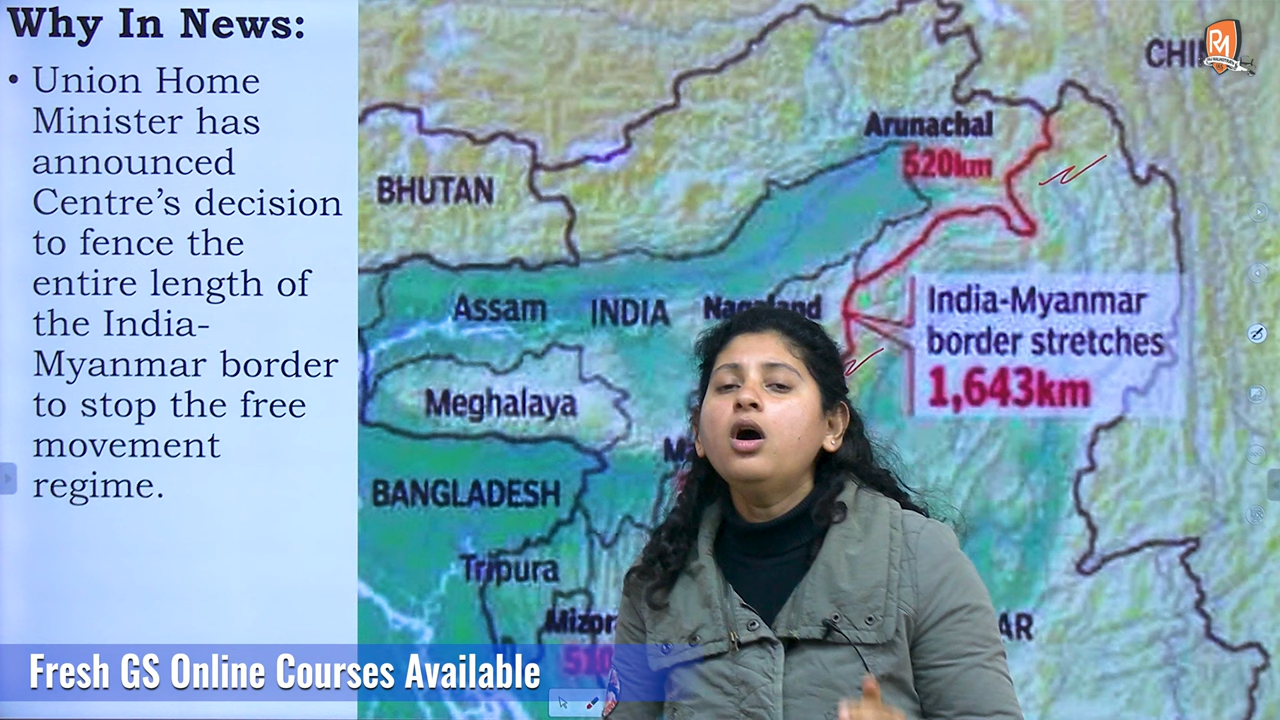 Why In News:
• Union Home
Minister has
announced
Centre’s decision
to fence the
entire length of
the India-
Myanmar border
to stop the free
movement
regime.
Arunachal
520km
BHUTAN
Assam
INDIA
India-Myanmar
border stretches
1,643km
Meghalaya
BANGLADESH
Tripura
Fresh GS Online Courses Available